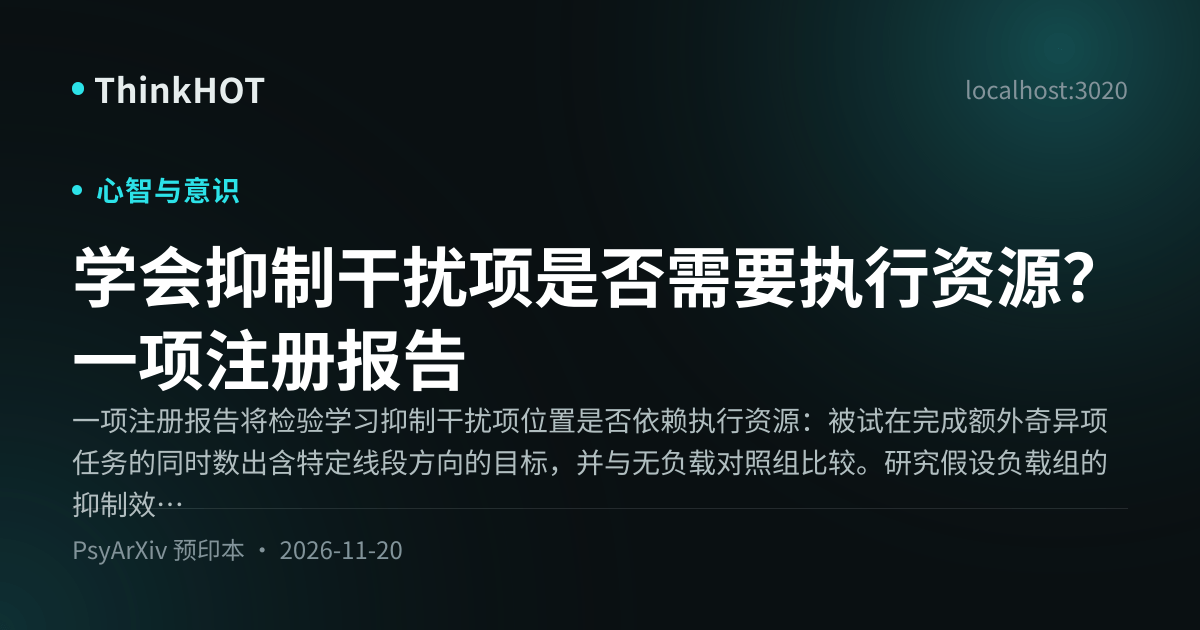 ThinkHOT
localhost:3020
心智与意识
学会抑制干扰项是否需要执行资源？
一项注册报告
一项注册报告将检验学习抑制干扰项位置是否依赖执行资源：被试在完成额外奇异项
任务的同时数出含特定线段方向的目标，并与无负载对照组比较。研究假设负载组的
抑制效…
PsyArXiv 预印本 · 2026-11-20